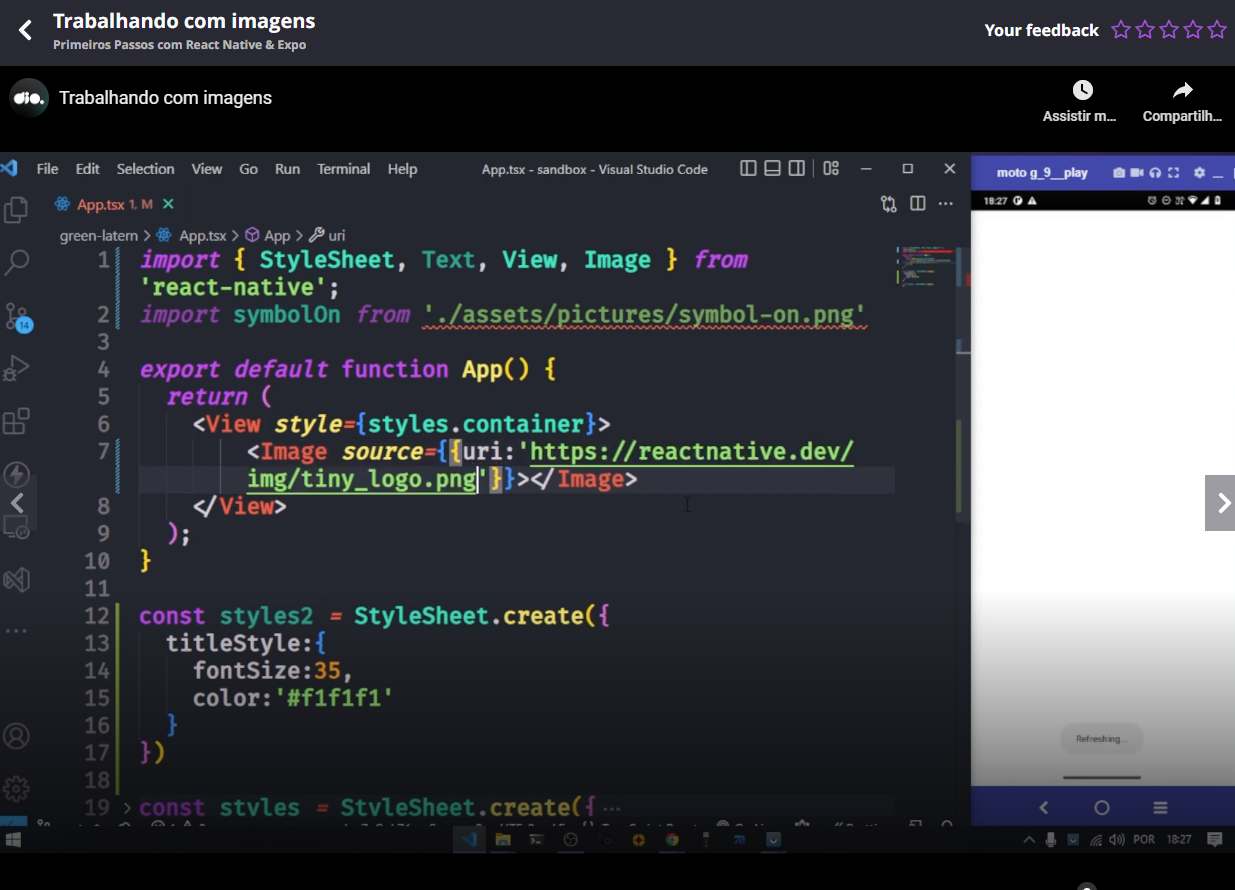 Trabalhando com imagens
Primeiros Passos com React Native & Expo
Your feedback
dio.
Trabalhando com imagens
Assistir m...
Compartilh...
File Edit Selection View Go Run Terminal Help
App.tsx - sandbox - Visual Studio Code
moto g_9__play
18:27
App.tsx 1, M
green-latern > App.tsx > App > uri
1 import { StyleSheet, Text, View, Image } from
'react-native';
2 import symbolOn from './assets/pictures/symbol-on.png'
3
4 export default function App() {
5 return (
6 <View style={styles.container}>
7 <Image source={{uri:'https://reactnative.dev/
img/tiny_logo.png'}}></Image>
8 </View>
9 );
10 }
11
12 const styles2 = StyleSheet.create({
13 titleStyle:{
14 fontSize:35,
15 color:'#f1f1f1'
16 }
17 })
18
19 const styles = StyleSheet.create({ ...
14
Refreshing...
POR 18:27